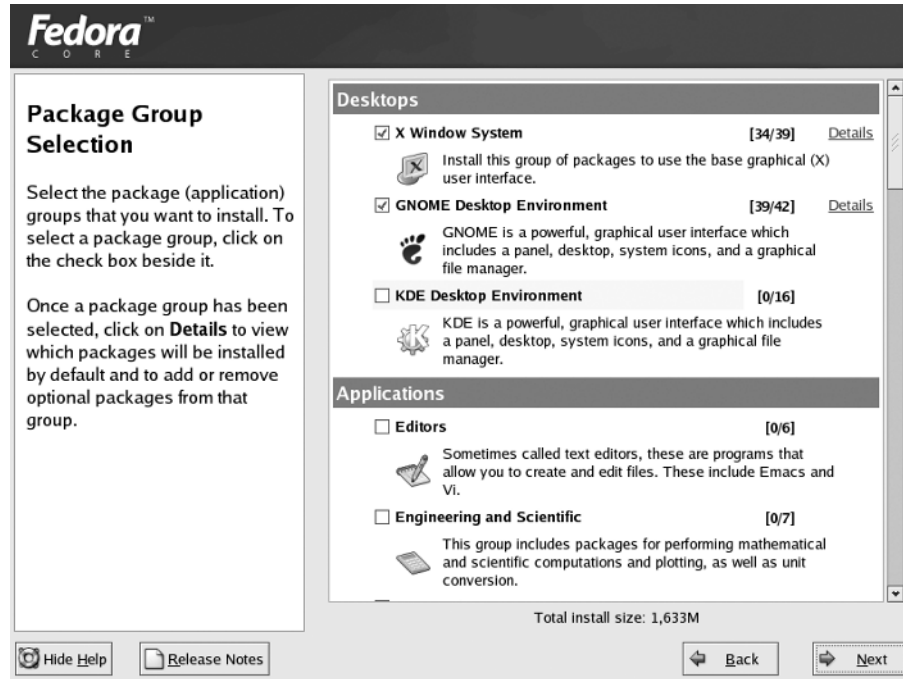 Fedora™
CORE
Package Group
Selection
Select the package (application)
groups that you want to install. To
select a package group, click on
the check box beside it.
Once a package group has been
selected, click on Details to view
which packages will be installed
by default and to add or remove
optional packages from that
group.
Desktops
X Window System [34/39] Details
Install this group of packages to use the base graphical (X)
user interface.
GNOME Desktop Environment [39/42] Details
GNOME is a powerful, graphical user interface which
includes a panel, desktop, system icons, and a graphical
file manager.
KDE Desktop Environment [0/16]
KDE is a powerful, graphical user interface which includes
a panel, desktop, system icons, and a graphical file
manager.
Applications
Editors [0/6]
Sometimes called text editors, these are programs that
allow you to create and edit files. These include Emacs and
Vi.
Engineering and Scientific [0/7]
This group includes packages for performing mathematical
and scientific computations and plotting, as well as unit
conversion.
Total install size: 1,633M
Hide Help
Release Notes
Back
Next